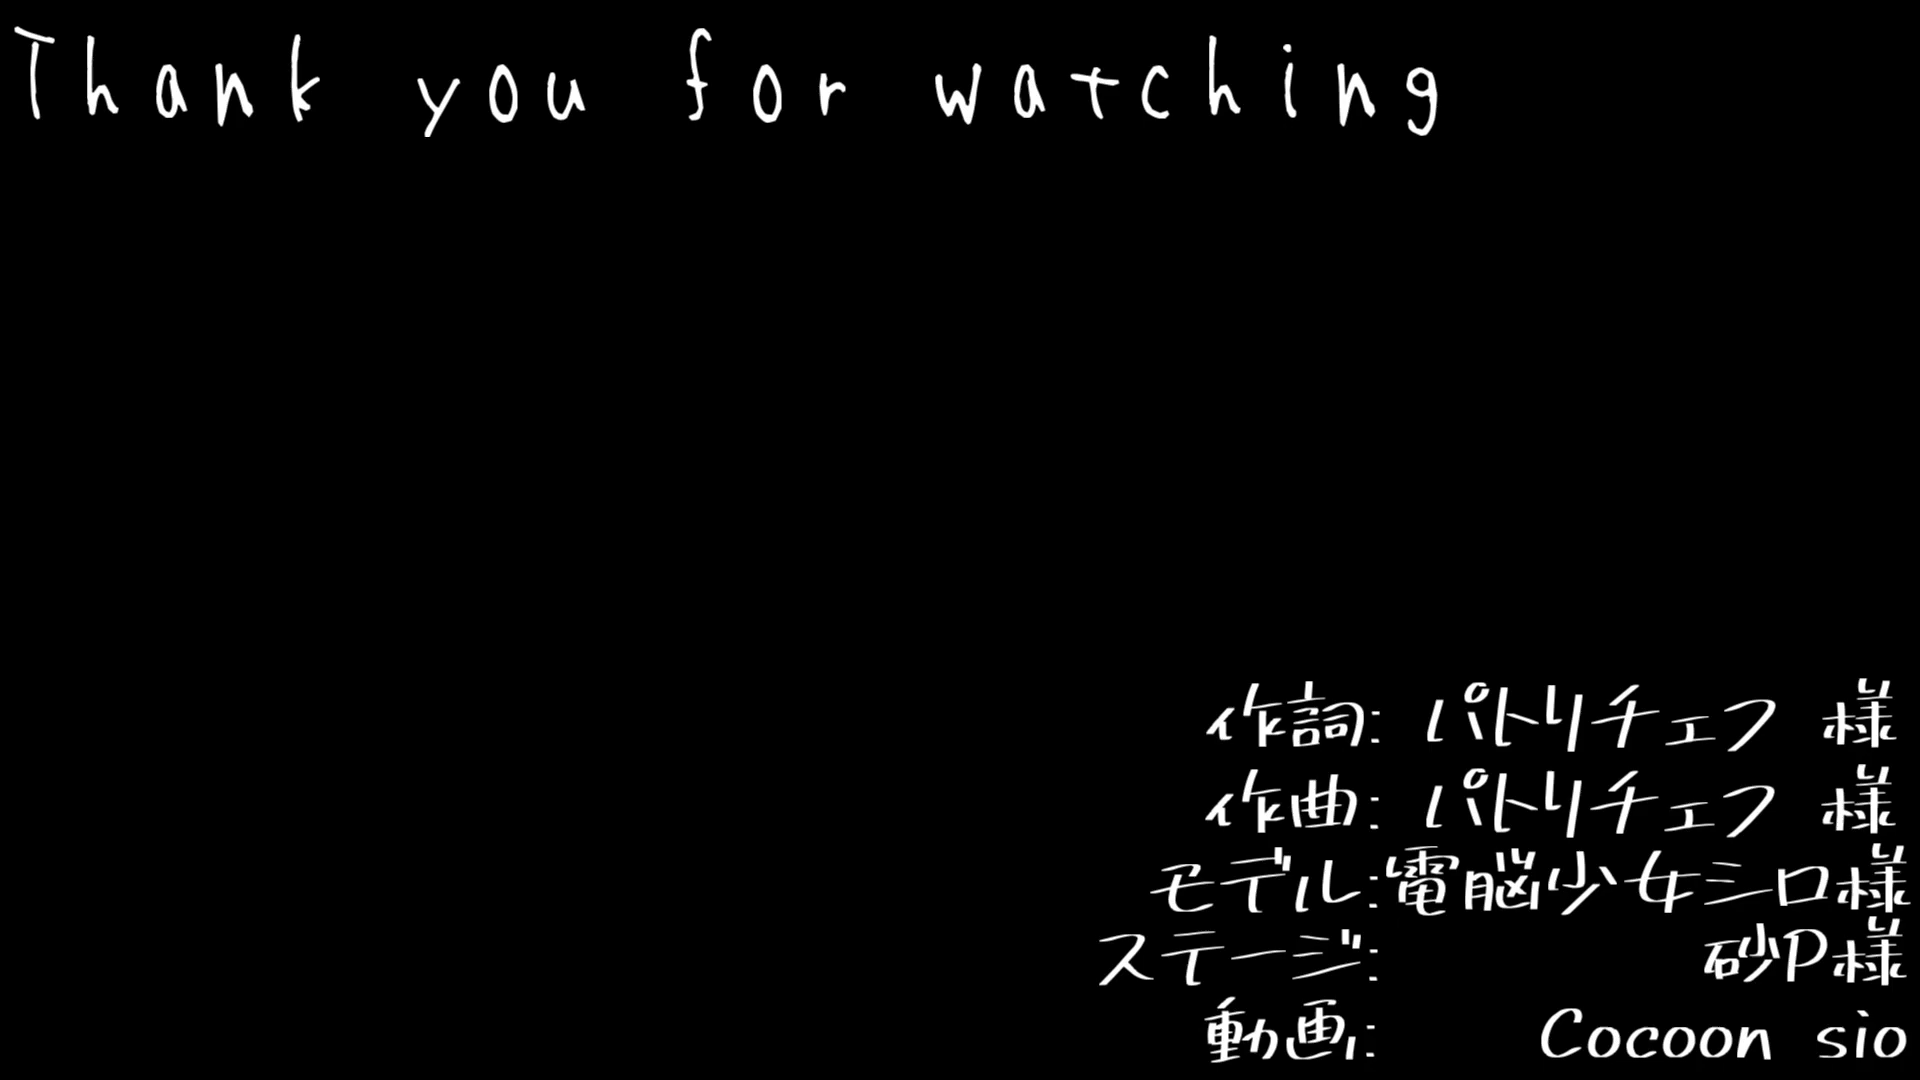 Thank you for watching
作詞: パトリチェフ 様
作曲: パトリチェフ 様
モデル:電脳少女シロ様
ステージ: 砂P様
動画: Cocoon sio